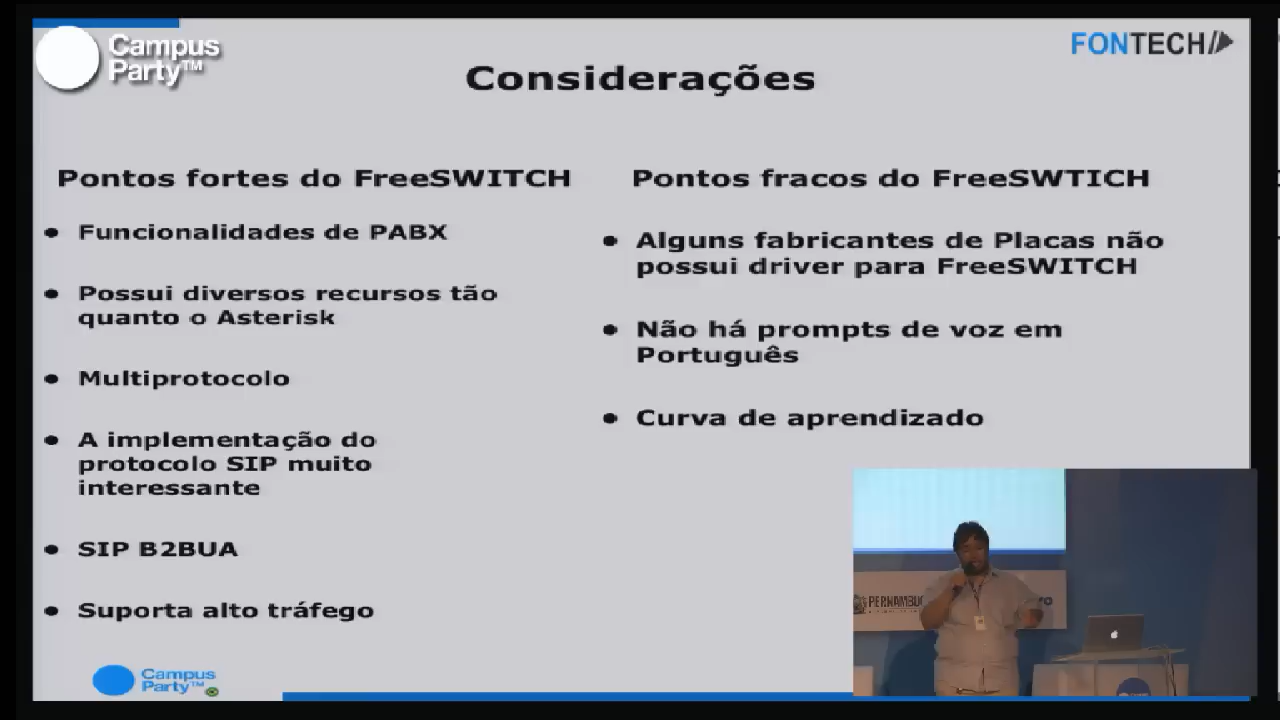 Campus
Party™
FONTECH
Considerações
Pontos fortes do FreeSWITCH
Funcionalidades de PABX
Possui diversos recursos tão
quanto o Asterisk
Multiprotocolo
A implementação do
protocolo SIP muito
interessante
SIP B2BUA
Suporta alto tráfego
Pontos fracos do FreeSWTICH
Alguns fabricantes de Placas não
possui driver para FreeSWITCH
Não há prompts de voz em
Português
Curva de aprendizado
PERNAMBUC
Campus
Party™